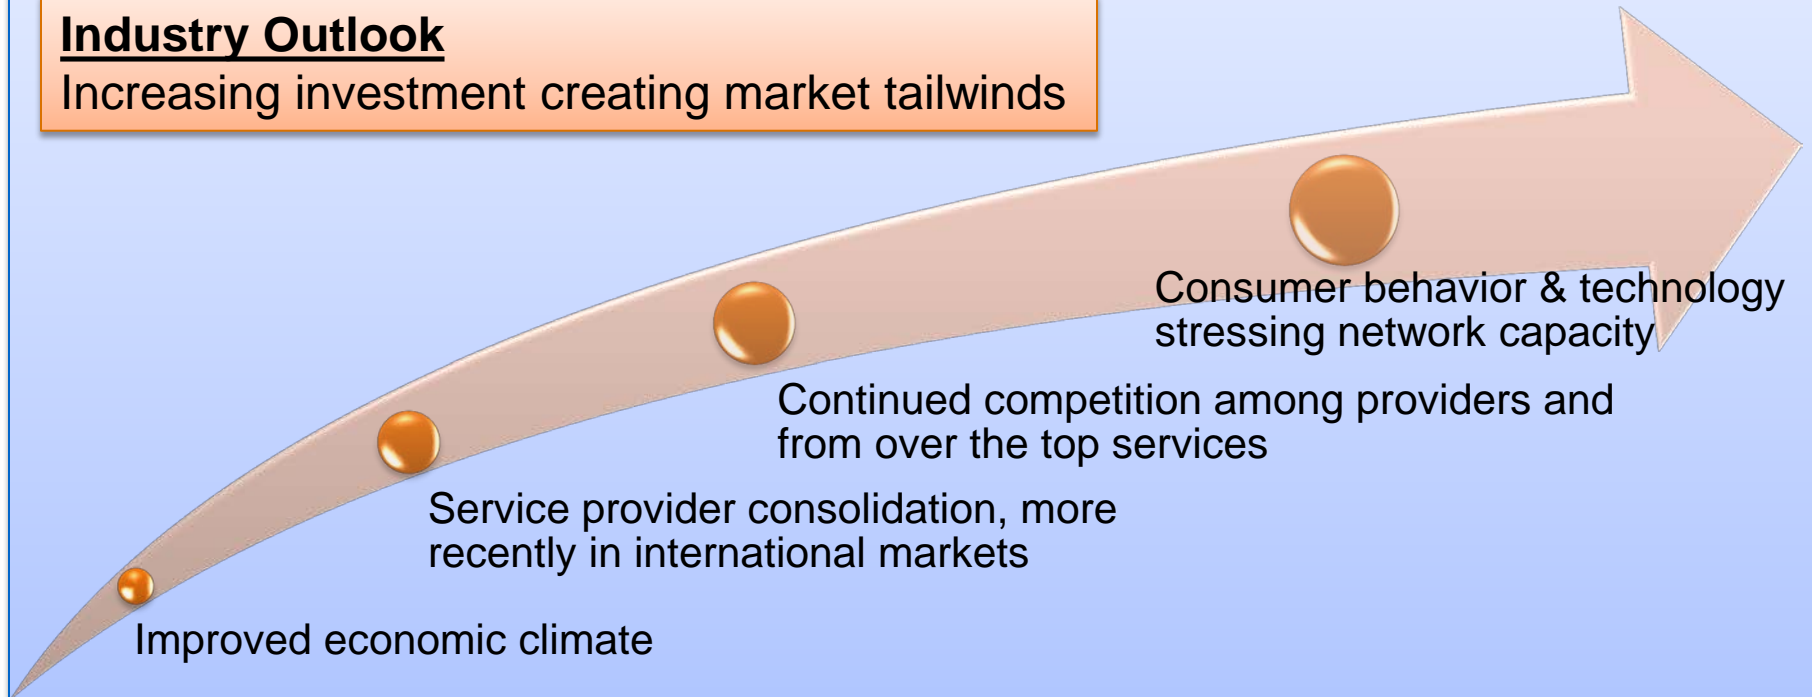 Industry Outlook
Increasing investment creating market tailwinds
Consumer behavior & technology
stressing network capacity
Continued competition among providers and
from over the top services
Service provider consolidation, more
recently in international markets
Improved economic climate